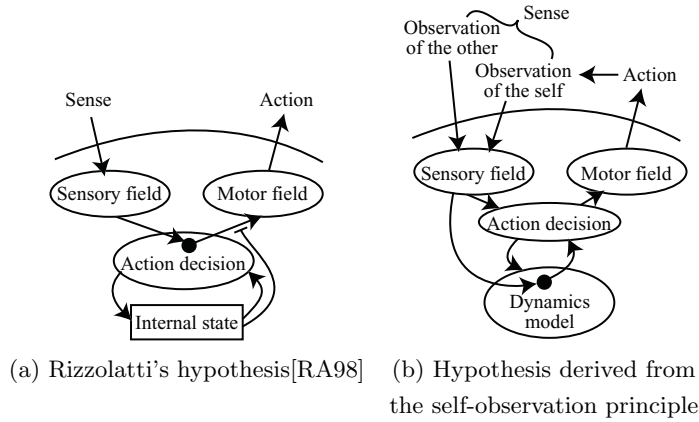 Sense
Action
Sensory field
Motor field
Action decision
Internal state
(a) Rizzolatti's hypothesis[RA98]
Sense
Observation
of the other
Observation
of the self
Action
Sensory field
Motor field
Action decision
Dynamics
model
(b) Hypothesis derived from
the self-observation principle